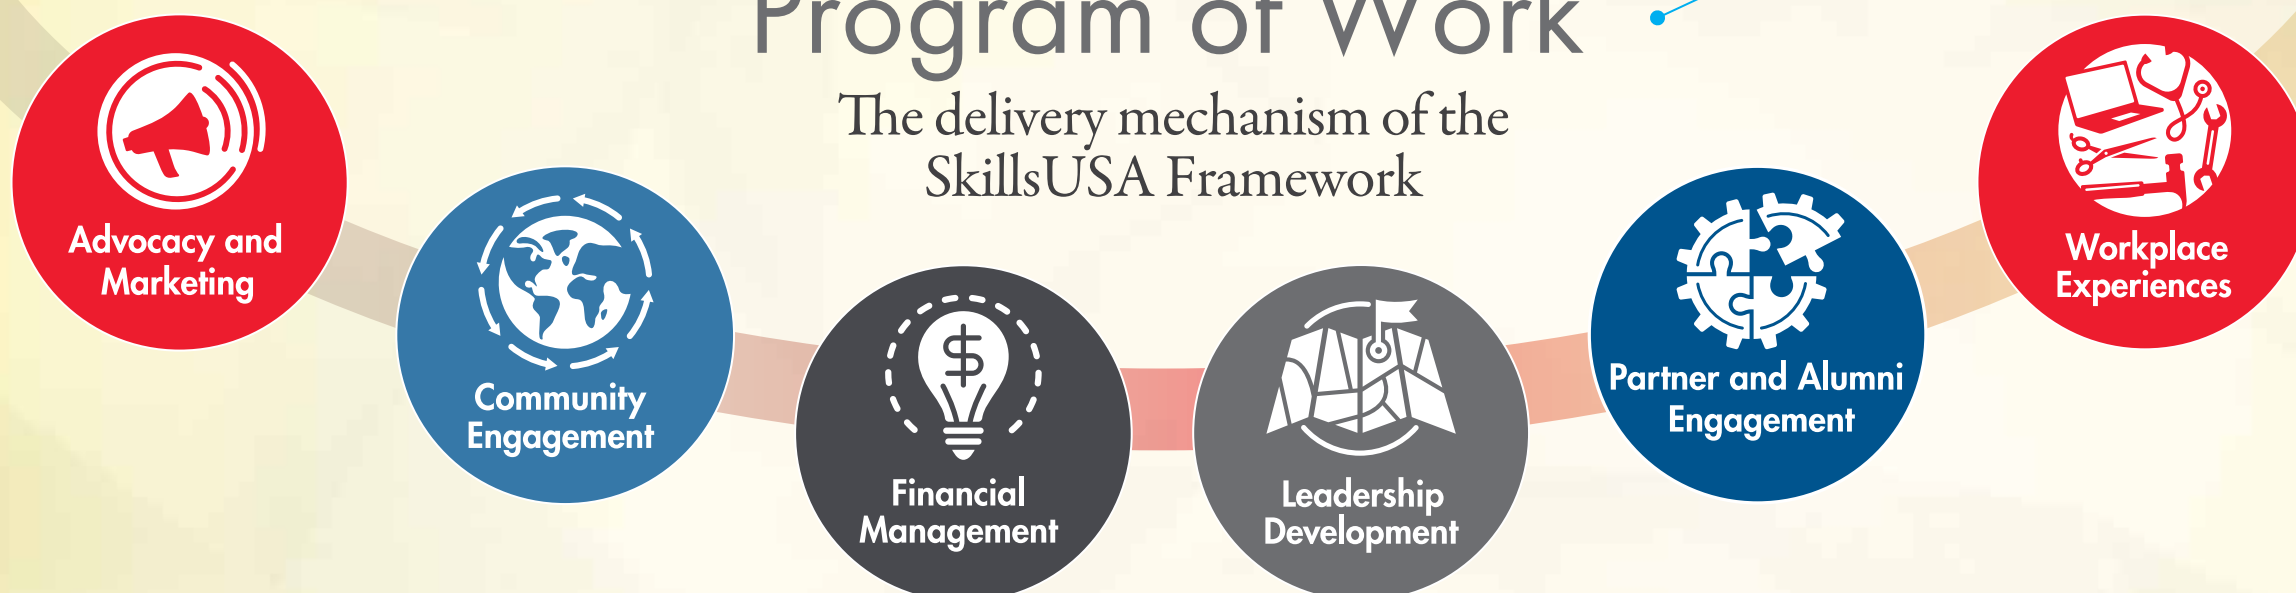 Program of Work
The delivery mechanism of the
SkillsUSA Framework
Advocacy and
Marketing
Community
Engagement
$
Financial
Management
Leadership
Development
Partner and Alumni
Engagement
Workplace
Experiences